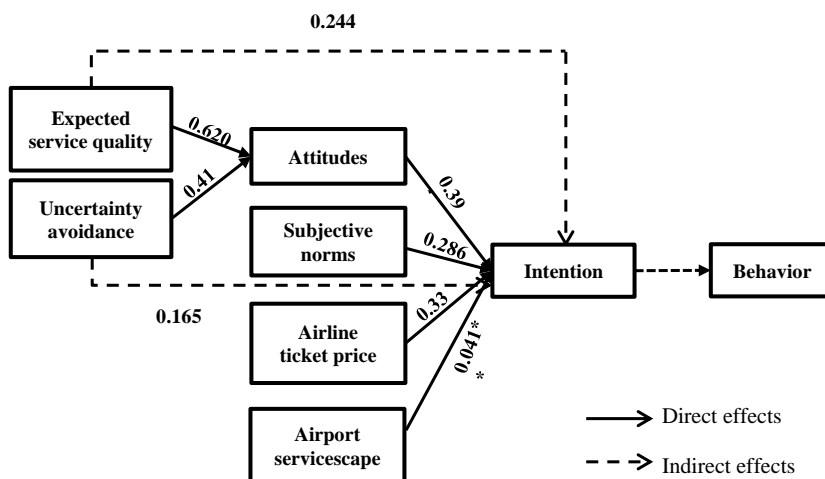 0.244
Expected
service quality
0.620
Attitudes
0.41
0.39
Uncertainty
avoidance
Subjective
norms
0.286
Intention
Behavior
0.165
Airline
ticket price
0.33
0.041*
*
Airport
servicescape
Direct effects
Indirect effects